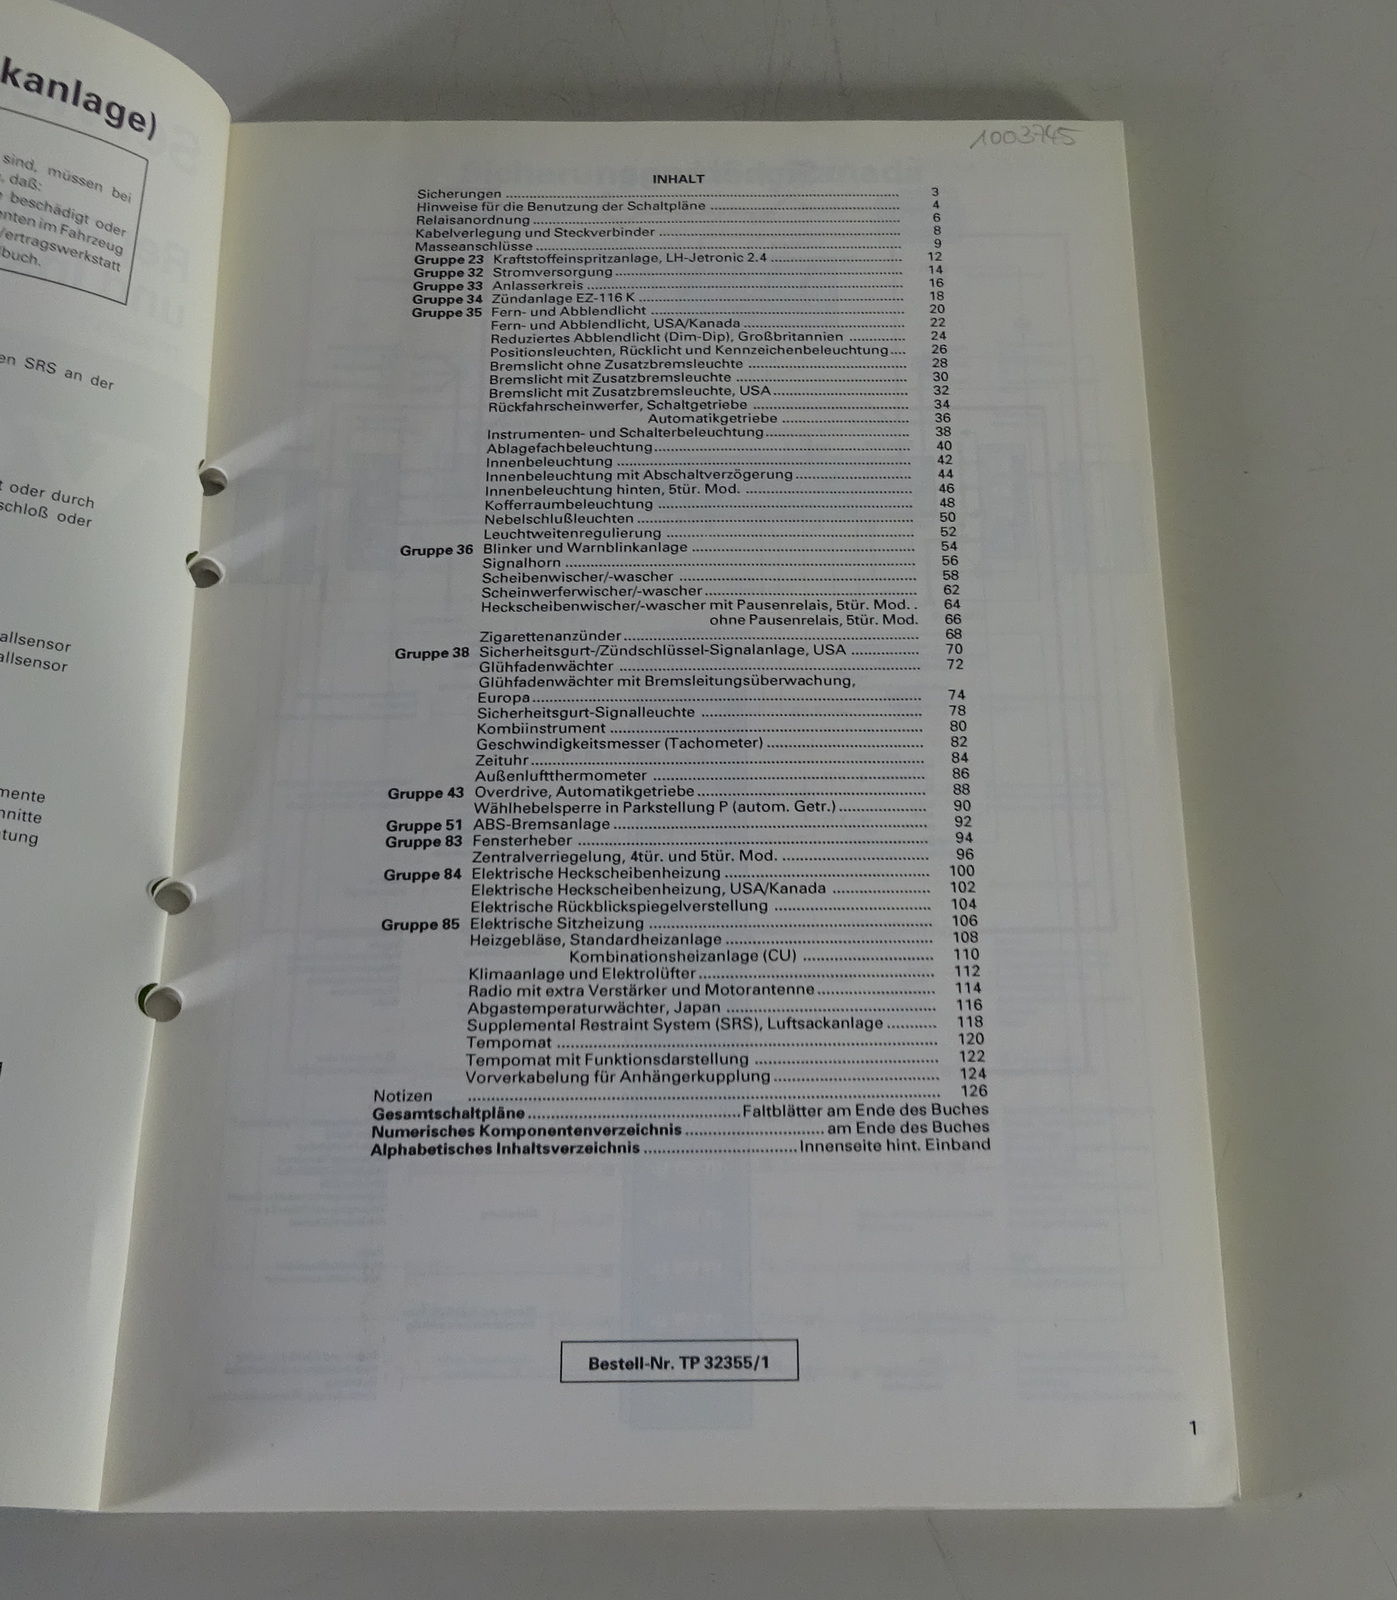 kanlage)
sind, müssen bei
, daß:
beschädigt oder
enten im Fahrzeug
Vertragswerkstatt
buch.
en SRS an der
t oder durch
schloß oder
allsensor
allsensor
mente
nnitte
tung
1003745
INHALT
Sicherungen 3
Hinweise für die Benutzung der Schaltpläne 4
Relaisanordnung 6
Kabelverlegung und Steckverbinder 8
Masseanschlüsse 9
Gruppe 23 Kraftstoffeinspritzanlage, LH-Jetronic 2.4 12
Gruppe 32 Stromversorgung 14
Gruppe 33 Anlasserkreis 16
Gruppe 34 Zündanlage EZ-116 K 18
Gruppe 35 Fern- und Abblendlicht 20
Fern- und Abblendlicht, USA/Kanada 22
Reduziertes Abblendlicht (Dim-Dip), Großbritannien 24
Positionsleuchten, Rücklicht und Kennzeichenbeleuchtung 26
Bremslicht ohne Zusatzbremsleuchte 28
Bremslicht mit Zusatzbremsleuchte 30
Bremslicht mit Zusatzbremsleuchte, USA 32
Rückfahrscheinwerfer, Schaltgetriebe 34
Automatikgetriebe 36
Instrumenten- und Schalterbeleuchtung 38
Ablagefachbeleuchtung 40
Innenbeleuchtung 42
Innenbeleuchtung mit Abschaltverzögerung 44
Innenbeleuchtung hinten, 5tür. Mod. 46
Kofferraumbeleuchtung 48
Nebelschlußleuchten 50
Leuchtweitenregulierung 52
Gruppe 36 Blinker und Warnblinkanlage 54
Signalhorn 56
Scheibenwischer/-wascher 58
Scheinwerferwischer/-wascher 62
Heckscheibenwischer/-wascher mit Pausenrelais, 5tür. Mod. 64
ohne Pausenrelais, 5tür. Mod. 66
Zigarettenanzünder 68
Gruppe 38 Sicherheitsgurt-/Zündschlüssel-Signalanlage, USA 70
Glühfadenwächter 72
Glühfadenwächter mit Bremsleitungsüberwachung,
Europa 74
Sicherheitsgurt-Signalleuchte 78
Kombiinstrument 80
Geschwindigkeitsmesser (Tachometer) 82
Zeituhr 84
Außenluftthermometer 86
Gruppe 43 Overdrive, Automatikgetriebe 88
Wählhebelsperre in Parkstellung P (autom. Getr.) 90
Gruppe 51 ABS-Bremsanlage 92
Gruppe 83 Fensterheber 94
Zentralverriegelung, 4tür. und 5tür. Mod. 96
Gruppe 84 Elektrische Heckscheibenheizung 100
Elektrische Heckscheibenheizung, USA/Kanada 102
Elektrische Rückblickspiegelverstellung 104
Gruppe 85 Elektrische Sitzheizung 106
Heizgebläse, Standardheizanlage 108
Kombinationsheizanlage (CU) 110
Klimaanlage und Elektrolüfter 112
Radio mit extra Verstärker und Motorantenne 114
Abgastemperaturwächter, Japan 116
Supplemental Restraint System (SRS), Luftsackanlage 118
Tempomat 120
Tempomat mit Funktionsdarstellung 122
Vorverkabelung für Anhängerkupplung 124
Notizen 126
Gesamtschaltpläne Faltblätter am Ende des Buches
Numerisches Komponentenverzeichnis am Ende des Buches
Alphabetisches Inhaltsverzeichnis Innenseite hint. Einband
Bestell-Nr. TP 32355/1
1